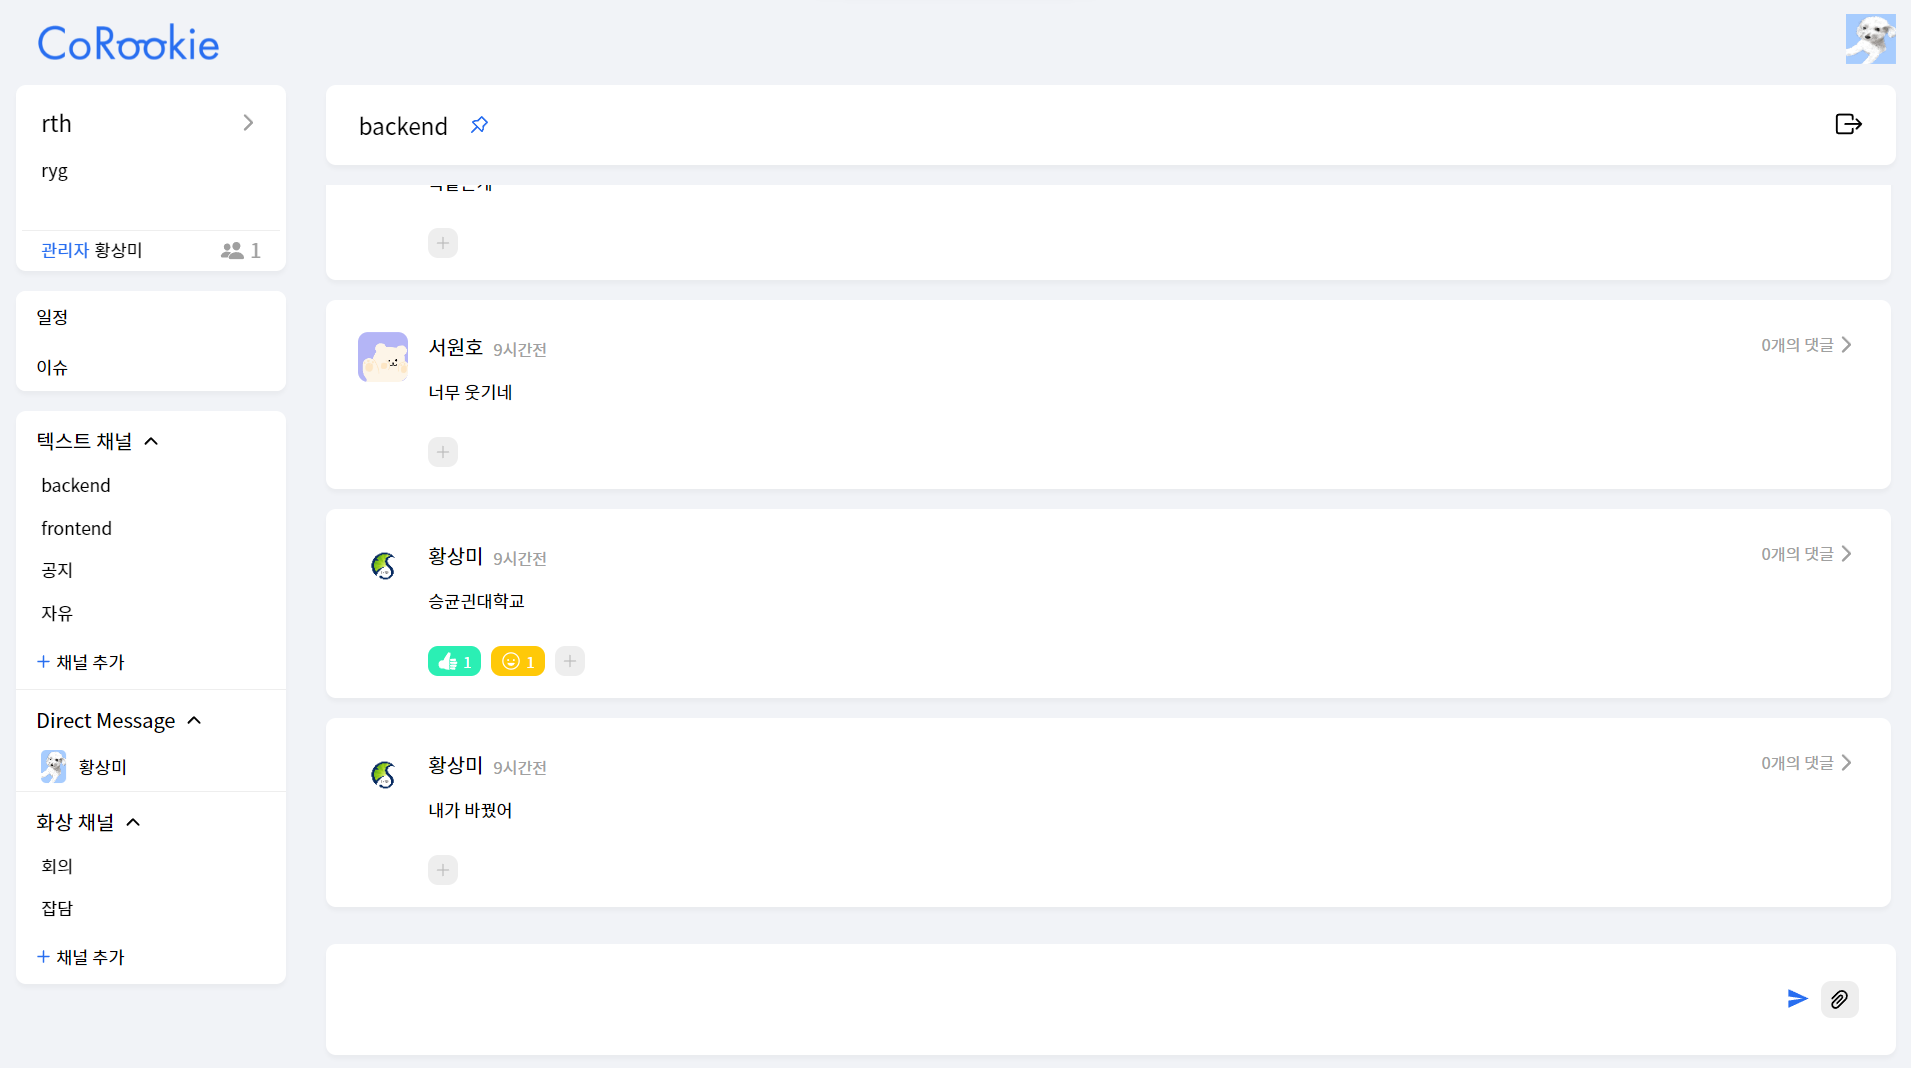 CoRookie
rth
ryg
관리자 황상미 1
일정
이슈
텍스트 채널
backend
frontend
공지
자유
+ 채널 추가
Direct Message
황상미
화상 채널
회의
잡담
+ 채널 추가
backend
+
서원호 9시간전 0개의 댓글
너무 웃기네
+
황상미 9시간전 0개의 댓글
승균귄대학교
1 1 +
황상미 9시간전 0개의 댓글
내가 바꿨어
+